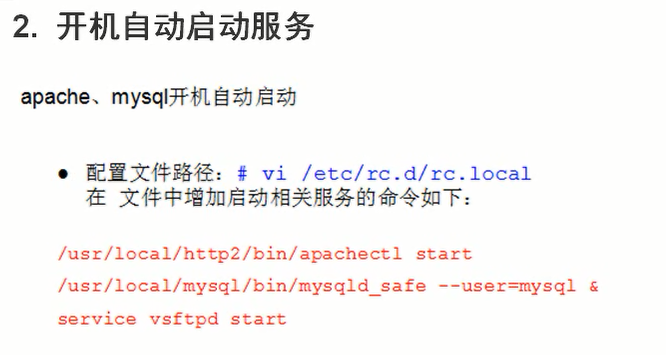 2. 开机自动启动服务
apache、mysql开机自动启动
● 配置文件路径：# vi /etc/rc.d/rc.local
在 文件中增加启动相关服务的命令如下：
/usr/local/http2/bin/apachectl start
/usr/local/mysql/bin/mysqld_safe --user=mysql &
service vsftpd start